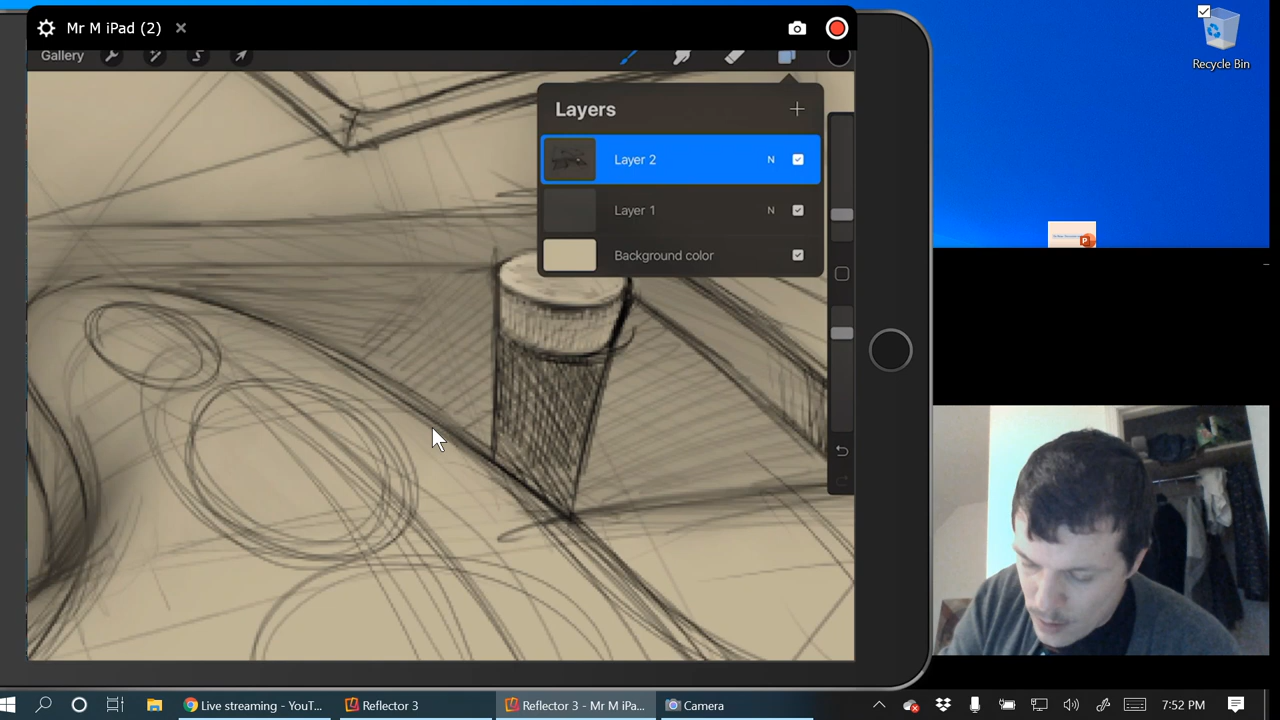 Mr M iPad (2)
Gallery
Layers
Layer 2 N
Layer 1 N
Background color
Recycle Bin
Live streaming - YouT...
Reflector 3
Reflector 3 - Mr M iPa...
Camera
7:52 PM